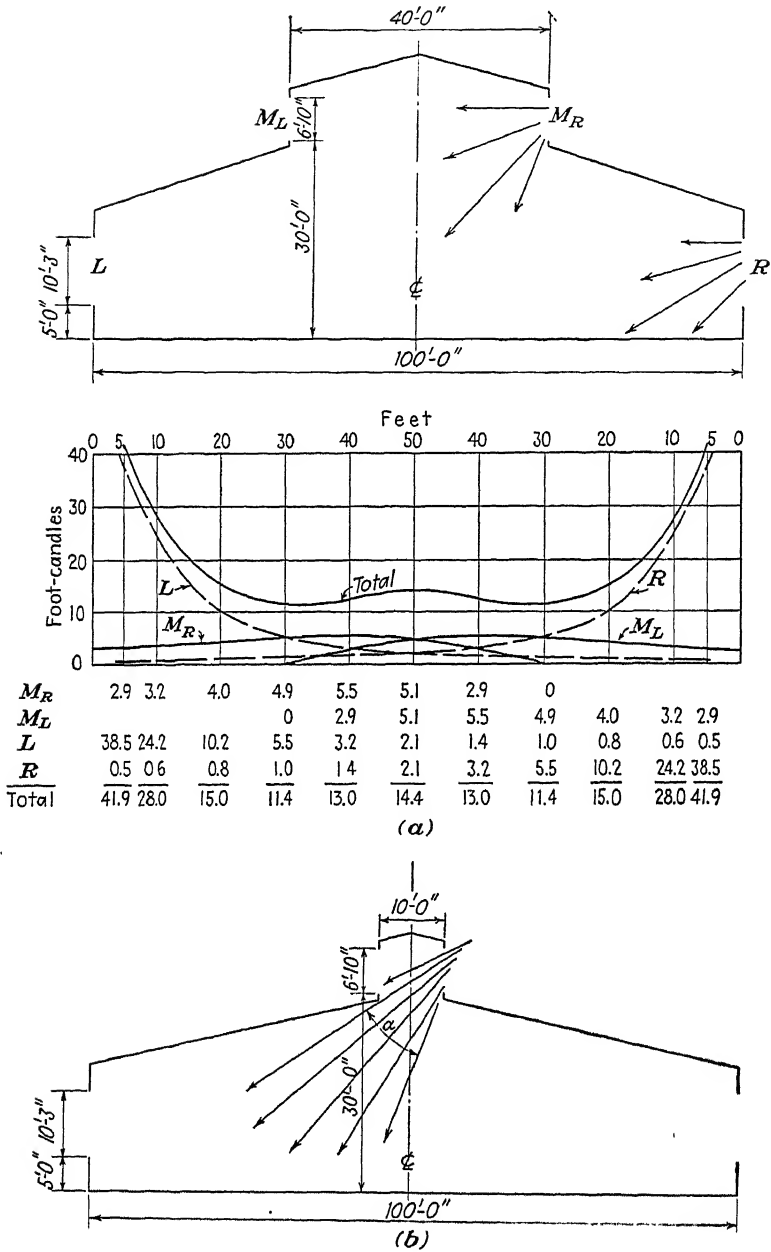 40'-0"
M_L
6'-10"
M_R
30'-0"
L
10'-3"
5'-0"
R
℄
100'-0"
Feet
0 5 10 20 30 40 50 40 30 20 10 5 0
40
30
20
10
0
Foot-candles
L
Total
R
M_R
M_L
M_R 2.9 3.2 4.0 4.9 5.5 5.1 2.9 0
M_L 0 2.9 5.1 5.5 4.9 4.0 3.2 2.9
L 38.5 24.2 10.2 5.5 3.2 2.1 1.4 1.0 0.8 0.6 0.5
R 0.5 0 6 0.8 1.0 1 4 2.1 3.2 5.5 10.2 24.2 38.5
Total 41.9 28.0 15.0 11.4 13.0 14.4 13.0 11.4 15.0 28.0 41.9
(a)
10'-0"
6'-10"
α
30'-0"
10'-3"
5'-0"
℄
100'-0"
(b)